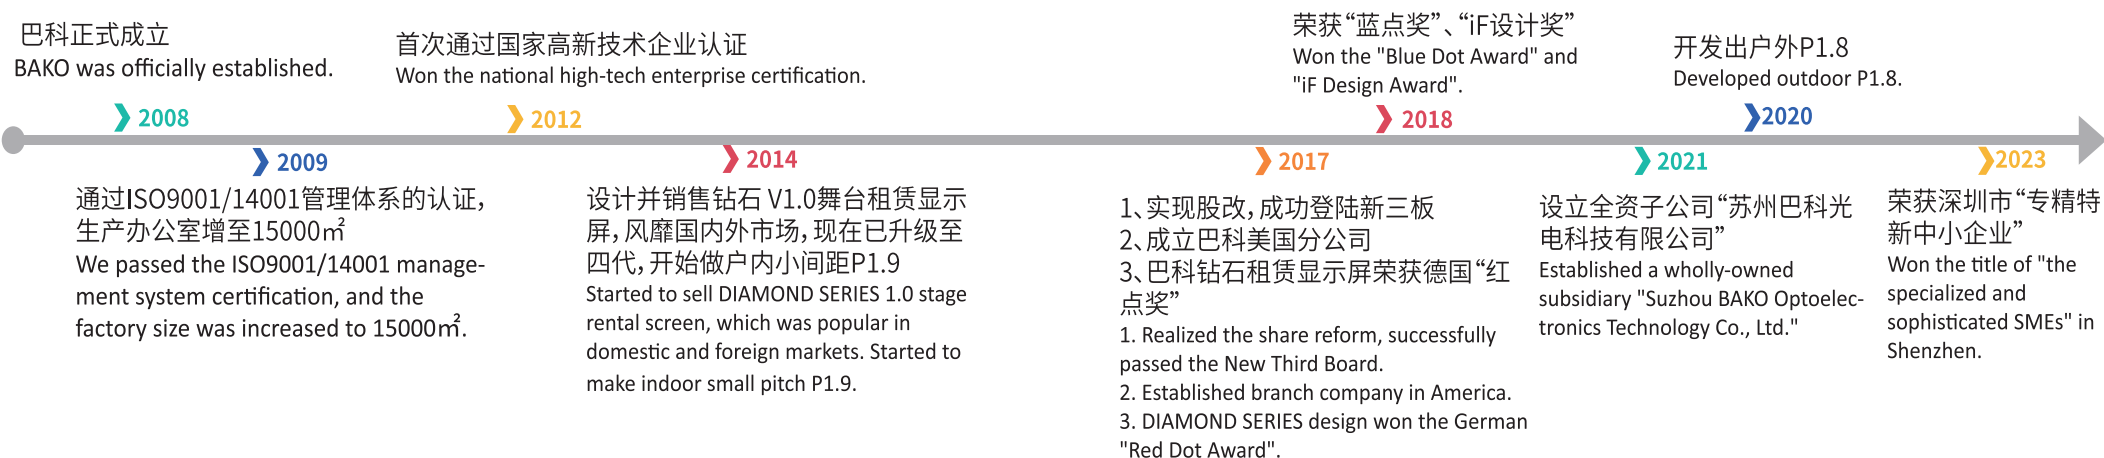 巴科正式成立
BAKO was officially established.
2008
2009
通过ISO9001/14001管理体系的认证，
生产办公室增至15000㎡
We passed the ISO9001/14001 manage-
ment system certification, and the
factory size was increased to 15000㎡.
首次通过国家高新技术企业认证
Won the national high-tech enterprise certification.
2012
2014
设计并销售钻石 V1.0舞台租赁显示
屏，风靡国内外市场，现在已升级至
四代，开始做户内小间距P1.9
Started to sell DIAMOND SERIES 1.0 stage
rental screen, which was popular in
domestic and foreign markets. Started to
make indoor small pitch P1.9.
2017
1、实现股改，成功登陆新三板
2、成立巴科美国分公司
3、巴科钻石租赁显示屏荣获德国“红
点奖”
1. Realized the share reform, successfully
passed the New Third Board.
2. Established branch company in America.
3. DIAMOND SERIES design won the German
"Red Dot Award".
荣获“蓝点奖”、“iF设计奖”
Won the "Blue Dot Award" and
"iF Design Award".
2018
2021
设立全资子公司“苏州巴科光
电科技有限公司”
Established a wholly-owned
subsidiary "Suzhou BAKO Optoelec-
tronics Technology Co., Ltd."
开发出户外P1.8
Developed outdoor P1.8.
2020
2023
荣获深圳市“专精特
新中小企业”
Won the title of "the
specialized and
sophisticated SMEs" in
Shenzhen.